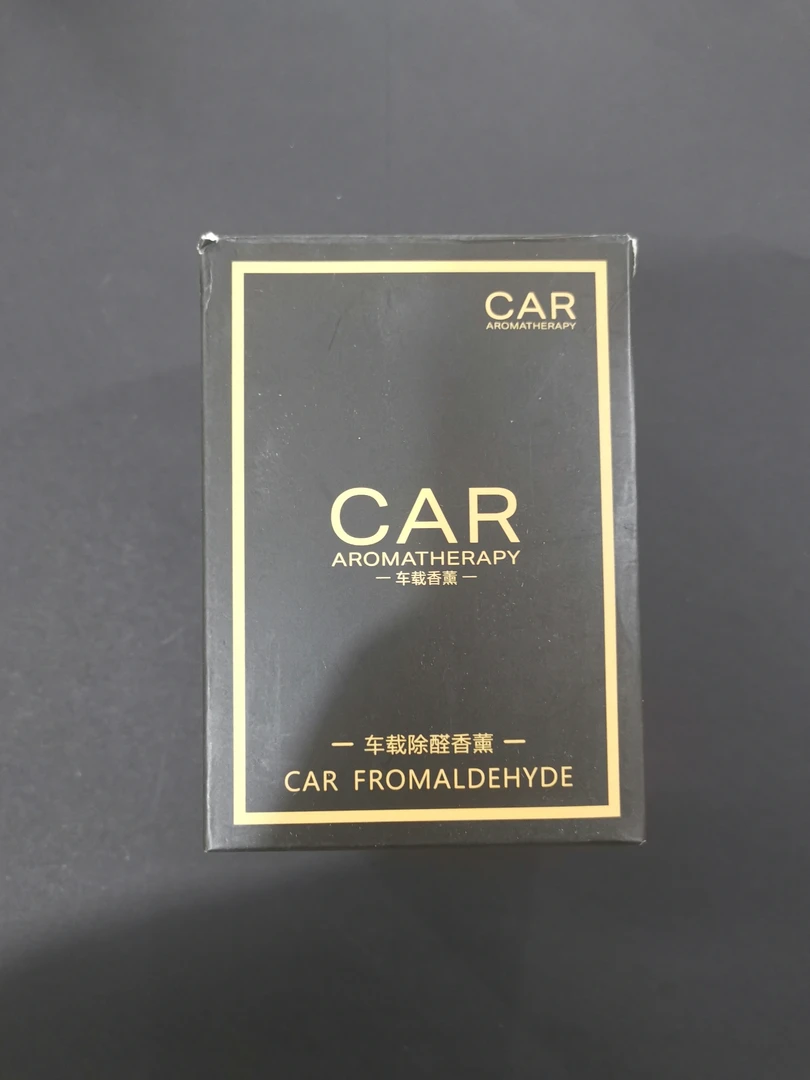 CAR
AROMATHERAPY
CAR
AROMATHERAPY
— 车载香薰 —
— 车载除醛香薰 —
CAR FROMALDEHYDE